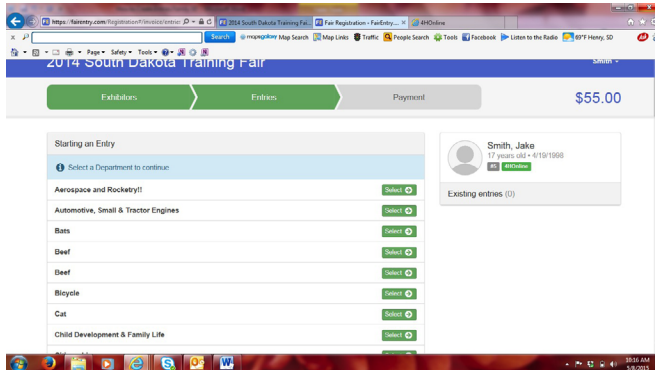 https://fairentry.com/Registration#/invoice/entries
2014 South Dakota Training Fai...
Fair Registration - FairEntry...
4HOnline
Search
mapsgalaxy
Map Search
Map Links
Traffic
People Search
Tools
Facebook
Listen to the Radio
69°F Henry, SD
Page
Safety
Tools
2014 South Dakota Training Fair
Smith
Exhibitors
Entries
Payment
$55.00
Starting an Entry
Select a Department to continue
Aerospace and Rocketry!! Select
Automotive, Small & Tractor Engines Select
Bats Select
Beef Select
Beef Select
Bicycle Select
Cat Select
Child Development & Family Life Select
Smith, Jake
17 years old • 4/19/1998
#5 4HOnline
Existing entries (0)
10:16 AM
5/8/2015